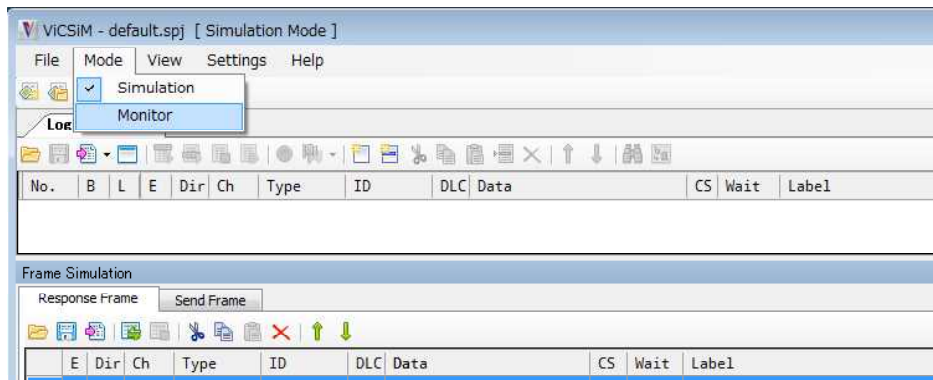 ViCSiM - default.spj [ Simulation Mode ]
File Mode View Settings Help
Simulation
Monitor
Log
No. B L E Dir Ch Type ID DLC Data CS Wait Label
Frame Simulation
Response Frame Send Frame
E Dir Ch Type ID DLC Data CS Wait Label